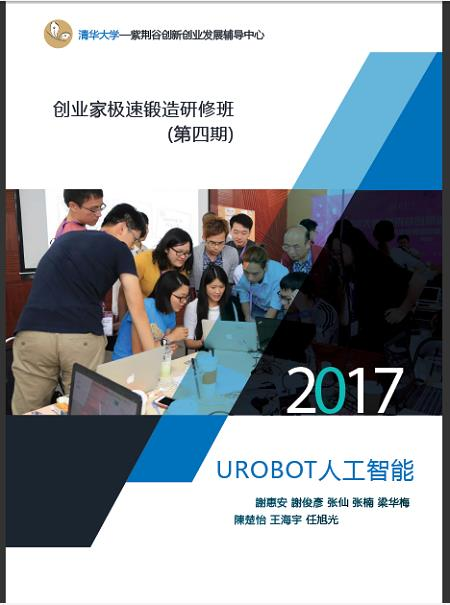 清华大学—紫荆谷创新创业发展辅导中心
创业家极速锻造研修班
(第四期)
2017
UROBOT人工智能
謝惠安 謝俊彥 张仙 张楠 梁华梅
陳楚怡 王海宇 任旭光